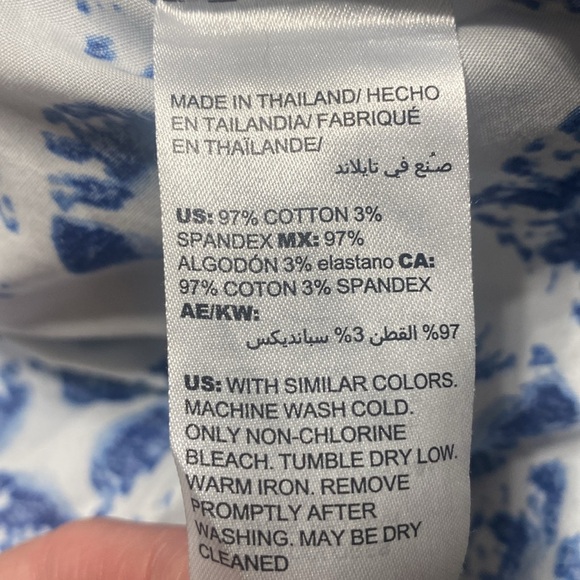 MADE IN THAILAND/ HECHO
EN TAILANDIA/ FABRIQUÉ
EN THAÏLANDE/
صُنع في تايلاند
US: 97% COTTON 3%
SPANDEX MX: 97%
ALGODÓN 3% elastano CA:
97% COTON 3% SPANDEX
AE/KW:
97% القطن 3% سبانديكس
US: WITH SIMILAR COLORS.
MACHINE WASH COLD.
ONLY NON-CHLORINE
BLEACH. TUMBLE DRY LOW.
WARM IRON. REMOVE
PROMPTLY AFTER
WASHING. MAY BE DRY
CLEANED